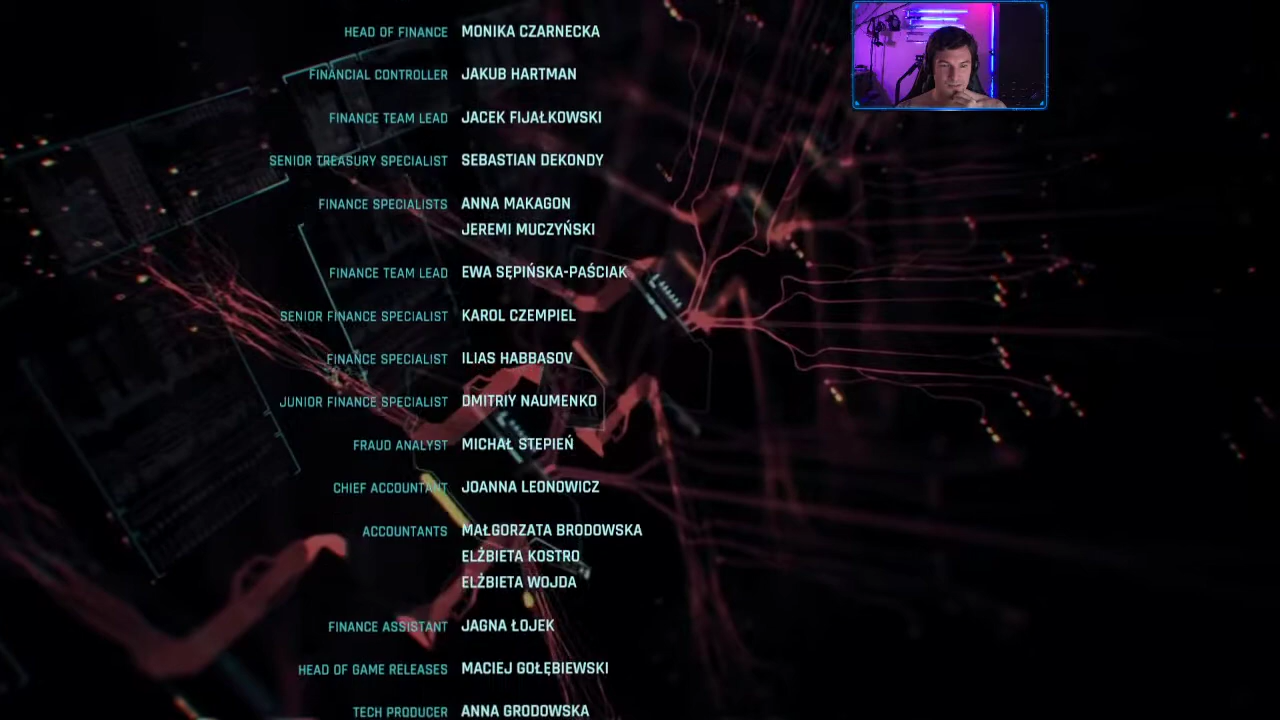 HEAD OF FINANCE MONIKA CZARNECKA
FINANCIAL CONTROLLER JAKUB HARTMAN
FINANCE TEAM LEAD JACEK FIJAŁKOWSKI
SENIOR TREASURY SPECIALIST SEBASTIAN DEKONDY
FINANCE SPECIALISTS ANNA MAKAGON
JEREMI MUCZYŃSKI
FINANCE TEAM LEAD EWA SĘPIŃSKA-PAŚCIAK
SENIOR FINANCE SPECIALIST KAROL CZEMPIEL
FINANCE SPECIALIST ILIAS HABBASOV
JUNIOR FINANCE SPECIALIST DMITRIY NAUMENKO
FRAUD ANALYST MICHAŁ STEPIEŃ
CHIEF ACCOUNTANT JOANNA LEONOWICZ
ACCOUNTANTS MAŁGORZATA BRODOWSKA
ELŻBIETA KOSTRO
ELŻBIETA WOJDA
FINANCE ASSISTANT JAGNA ŁOJEK
HEAD OF GAME RELEASES MACIEJ GOŁĘBIEWSKI
TECH PRODUCER ANNA GRODOWSKA